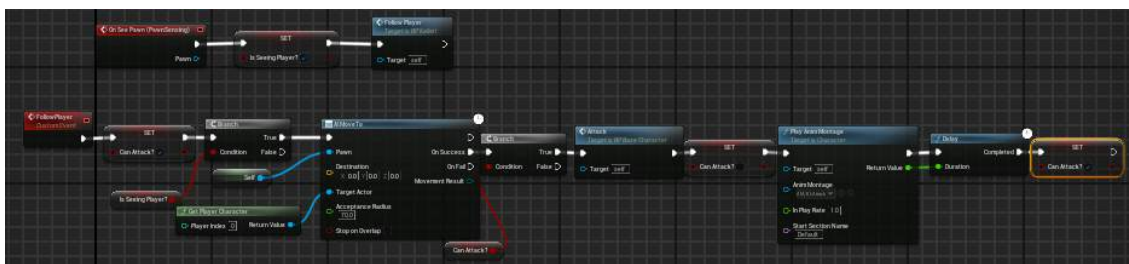 On See Pawn (PawnSensing)
Pawn
SET
Is Seeing Player?
Follow Player
Target
self
FollowPlayer
Custom Event
SET
Can Attack?
Branch
True
Condition
False
Is Seeing Player?
Self
Get Player Character
Player Index
0
Return Value
AI MoveTo
Pawn
On Success
Destination
On Fail
X 0.0 Y 0.0 Z 0.0
Movement Result
Target Actor
Acceptance Radius
Stop on Overlap
Can Attack?
Branch
True
Condition
False
Attack
Target is BP Base Character
Target
self
SET
Can Attack?
Play Anim Montage
Target is Character
Target
self
Return Value
Anim Montage
In Play Rate
1.0
Start Section Name
Default
Delay
Completed
Duration
SET
Can Attack?